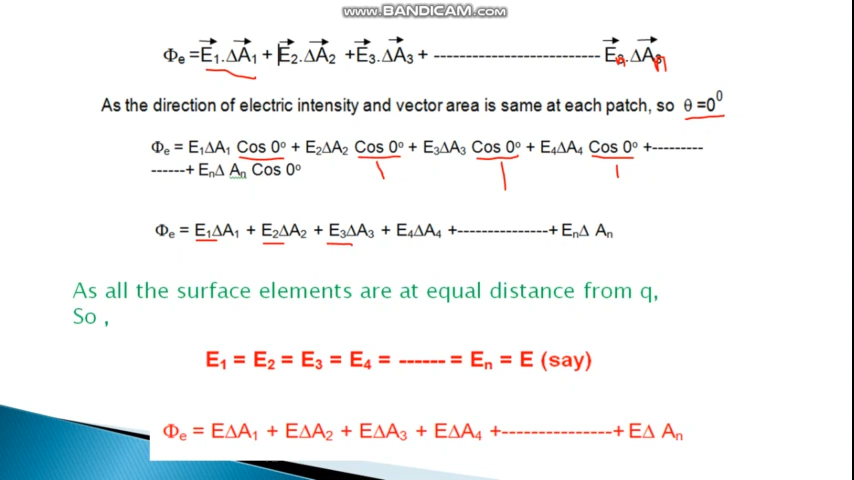 WWW.BANDICAM.COM
Φe =E1.ΔA1 + E2.ΔA2 +E3.ΔA3 + ---------------------------- En.ΔAn
As the direction of electric intensity and vector area is same at each patch, so θ =0⁰
Φe = E1ΔA1 Cos 0° + E2ΔA2 Cos 0° + E3ΔA3 Cos 0° + E4ΔA4 Cos 0° +---------
1 1 1
------+ EnΔ An Cos 0°
Φe = E1ΔA1 + E2ΔA2 + E3ΔA3 + E4ΔA4 +---------------+ EnΔ An
As all the surface elements are at equal distance from q,
So ,
E1 = E2 = E3 = E4 = ------ = En = E (say)
Φe = EΔA1 + EΔA2 + EΔA3 + EΔA4 +---------------+ EΔ An